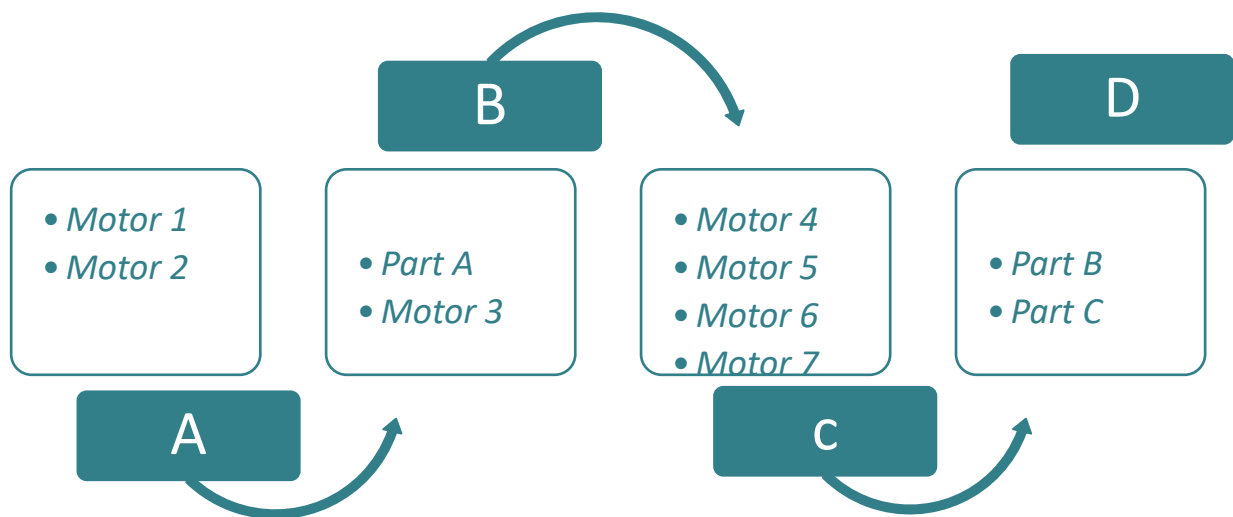 B
D
• Motor 1
• Motor 2
• Part A
• Motor 3
• Motor 4
• Motor 5
• Motor 6
• Motor 7
• Part B
• Part C
A
c